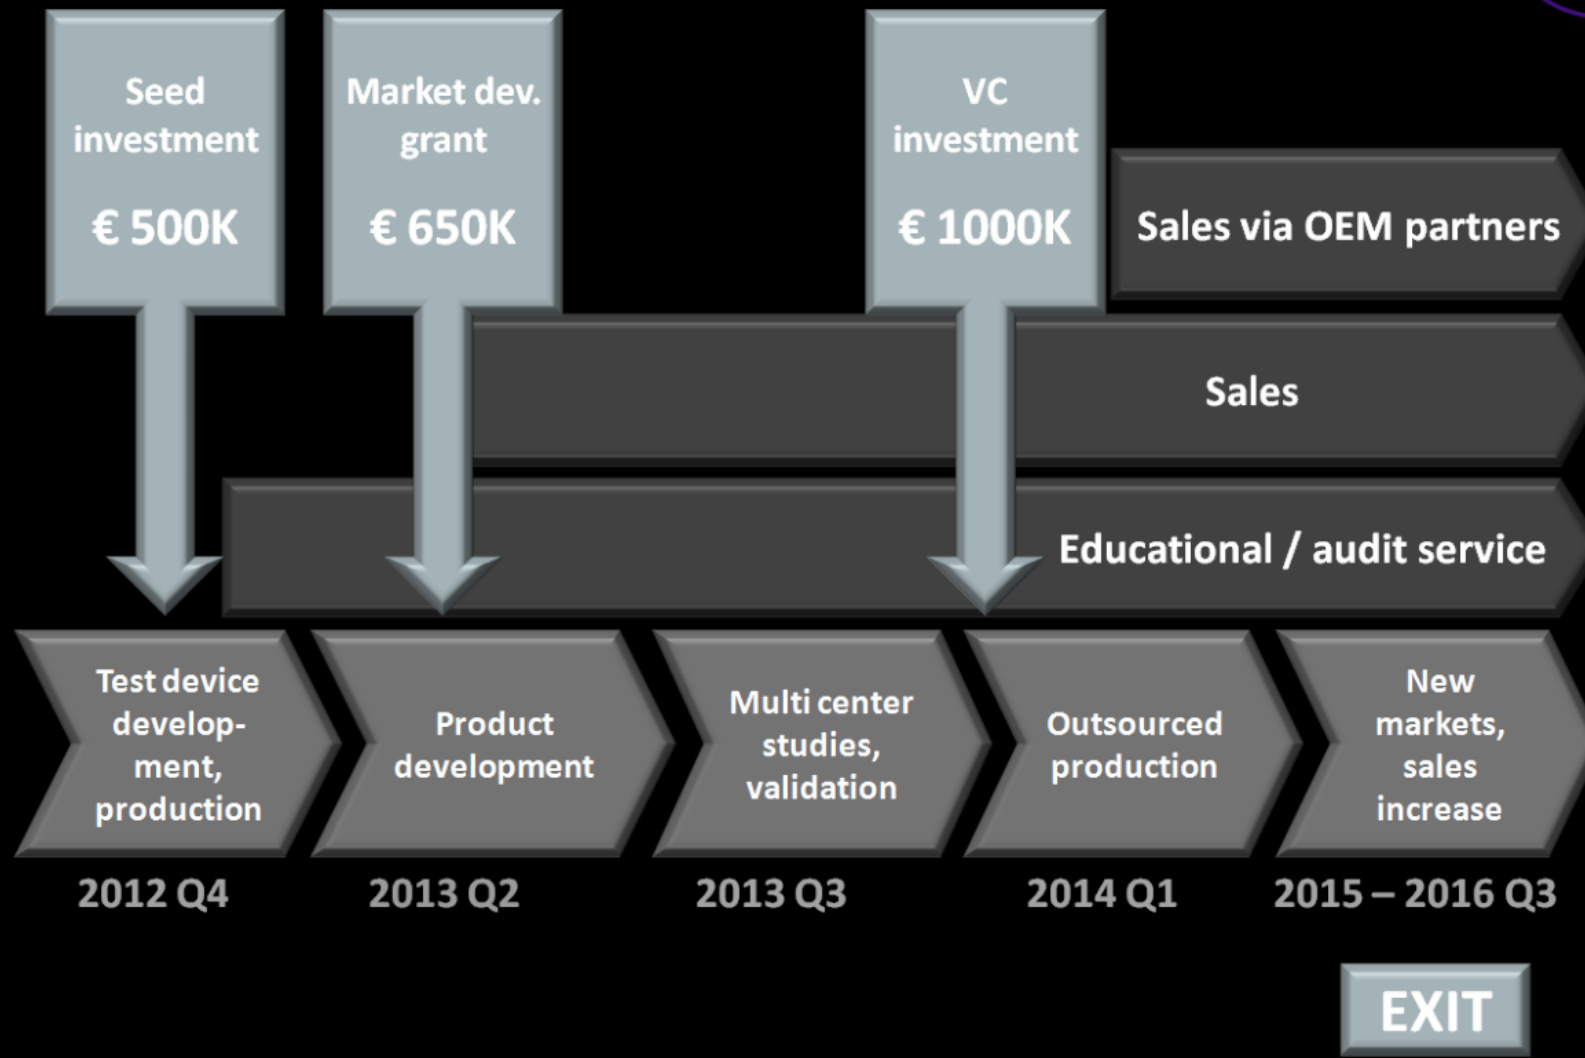 Seed
investment
€ 500K
Market dev.
grant
€ 650K
VC
investment
€ 1000K
Sales via OEM partners
Sales
Educational / audit service
Test device
develop-
ment,
production
Product
development
Multi center
studies,
validation
Outsourced
production
New
markets,
sales
increase
2012 Q4
2013 Q2
2013 Q3
2014 Q1
2015 – 2016 Q3
EXIT